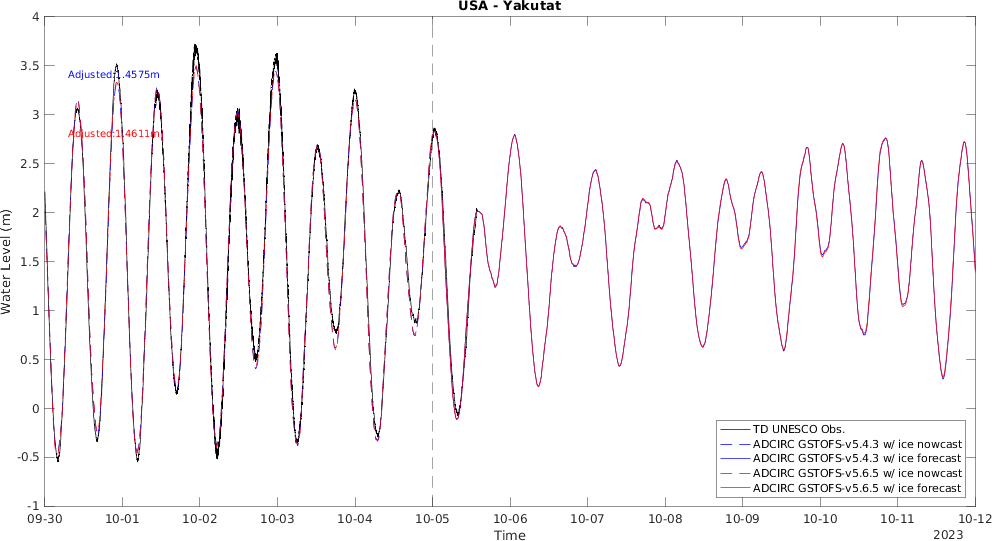 USA - Yakutat
4
3.5
3
2.5
2
1.5
1
0.5
0
-0.5
-1
Water Level (m)
Adjusted:1.4575m
Adjusted:1.4611m
TD UNESCO Obs.
ADCIRC GSTOFS-v5.4.3 w/ ice nowcast
ADCIRC GSTOFS-v5.4.3 w/ ice forecast
ADCIRC GSTOFS-v5.6.5 w/ ice nowcast
ADCIRC GSTOFS-v5.6.5 w/ ice forecast
09-30 10-01 10-02 10-03 10-04 10-05 10-06 10-07 10-08 10-09 10-10 10-11 10-12
Time
2023